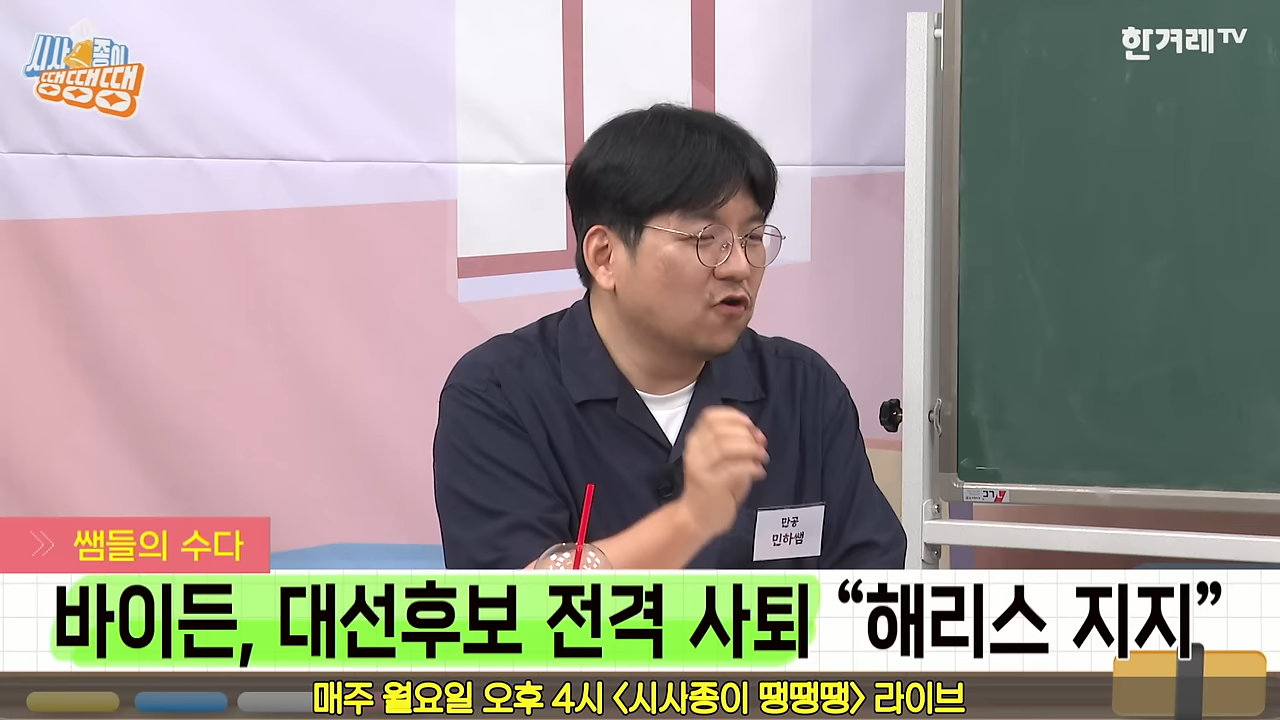 시사종이
땡땡땡
한겨레TV
만공
민하쌤
쌤들의 수다
바이든, 대선후보 전격 사퇴 “해리스 지지”
매주 월요일 오후 4시 <시사종이 땡땡땡> 라이브